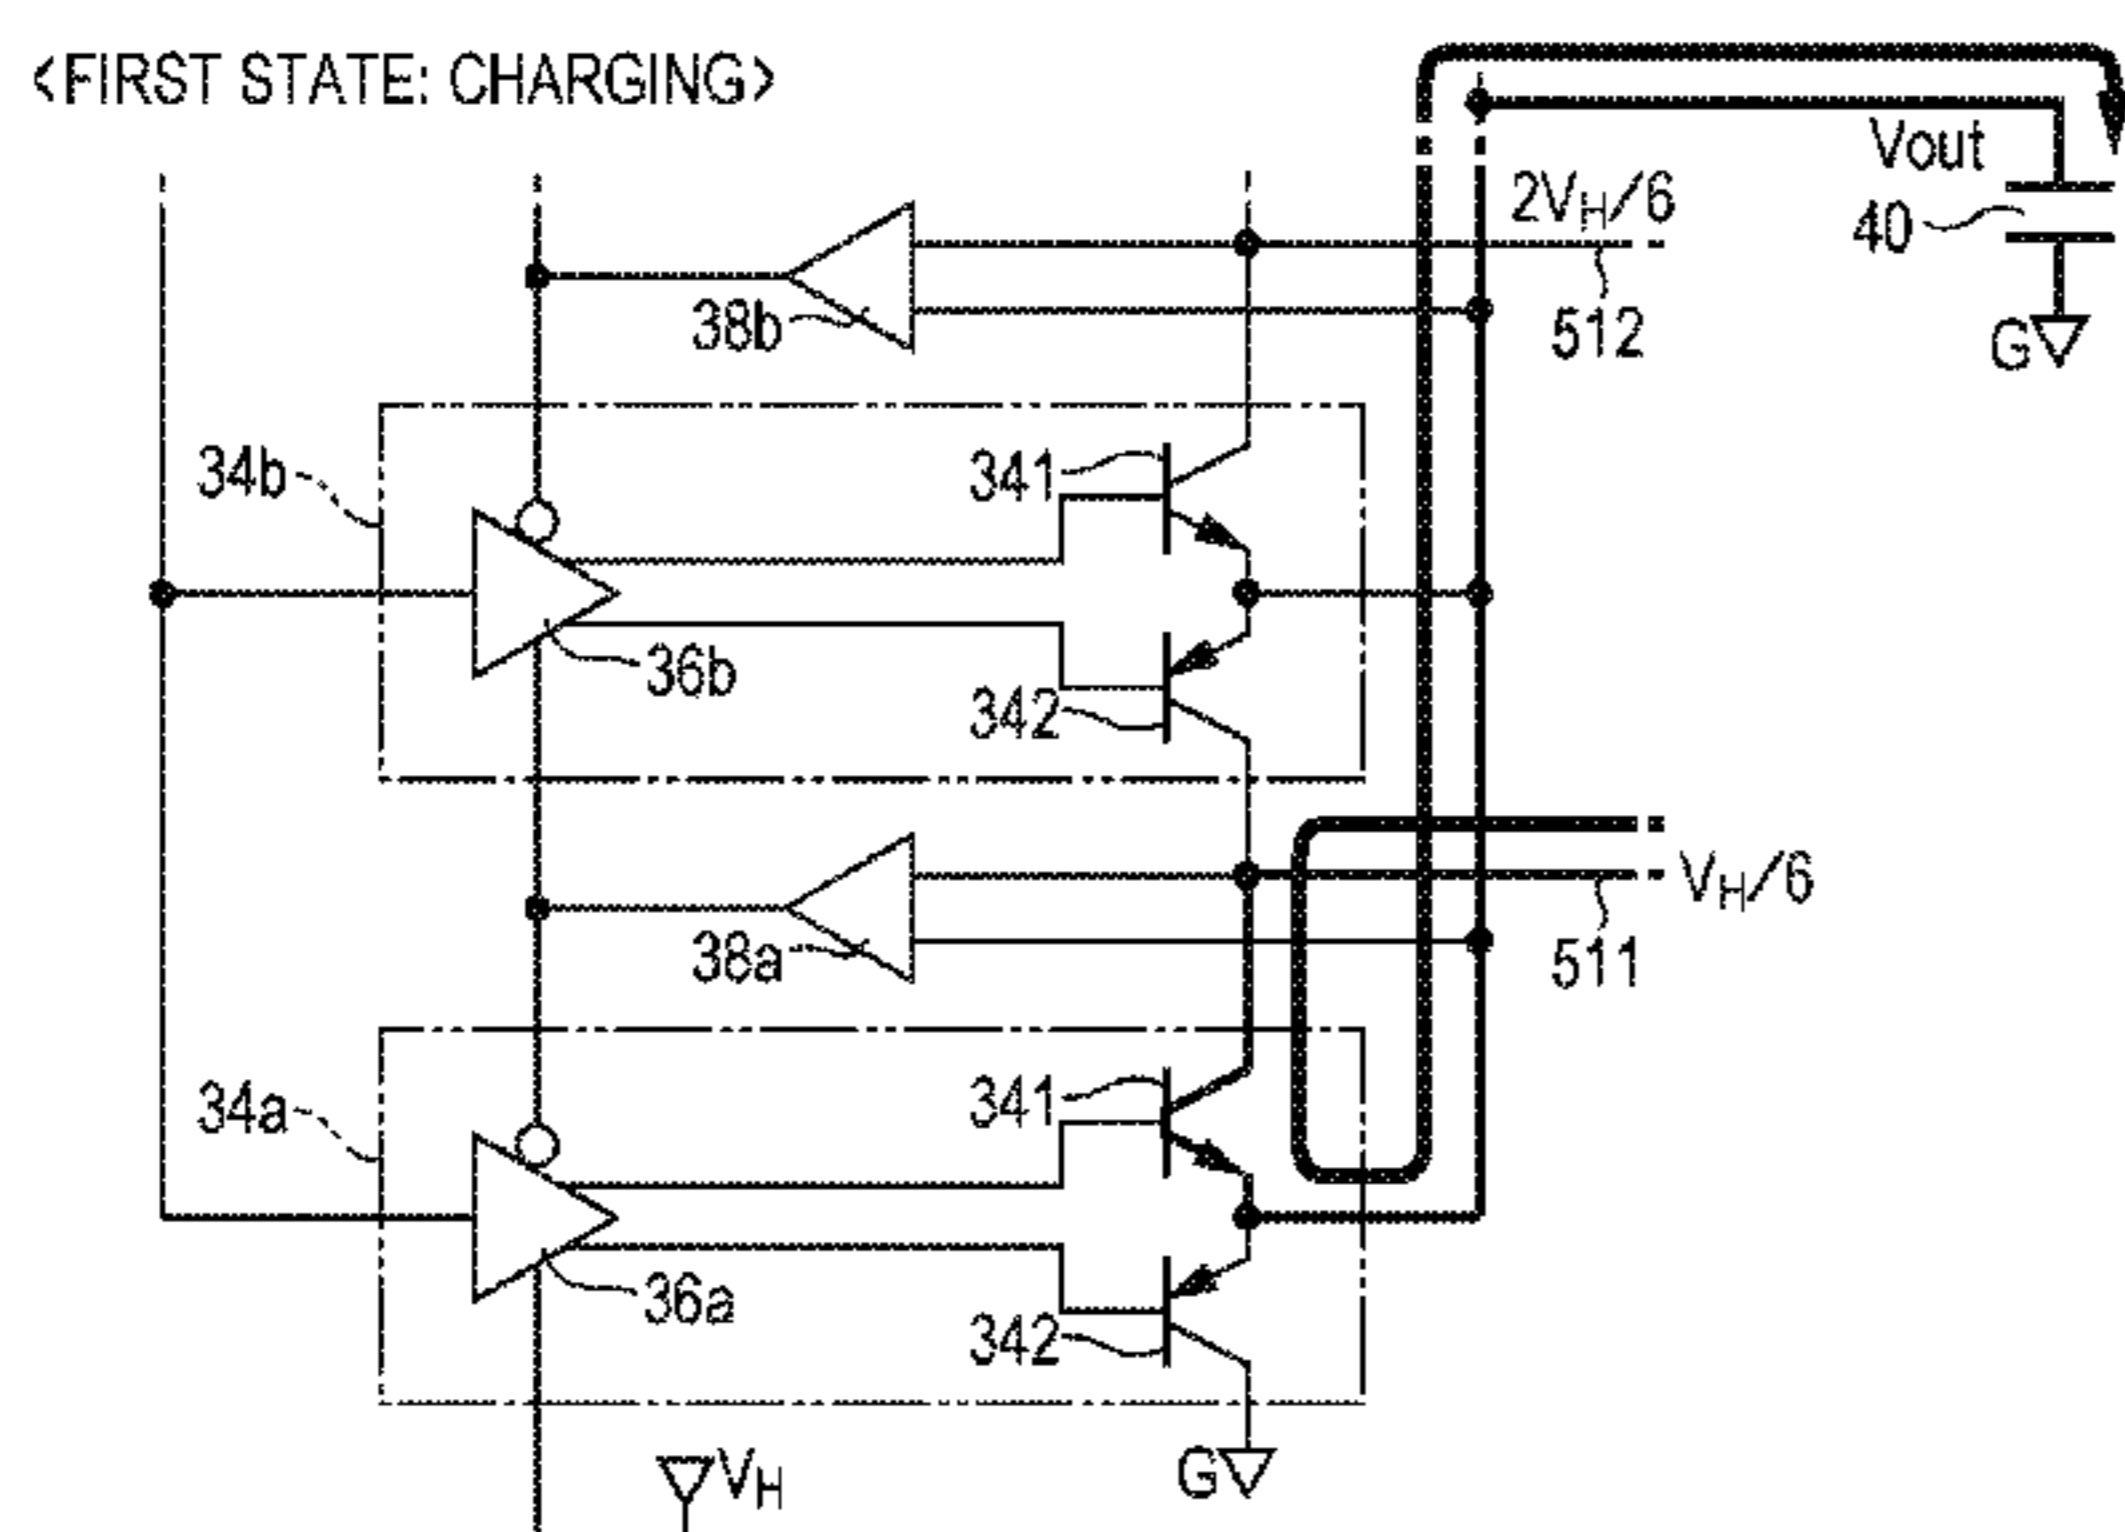 <FIRST STATE: CHARGING>
Vout
2VH/6
40
38b
512
G
34b
341
36b
342
VH/6
38a
511
34a
341
36a
342
VH
G